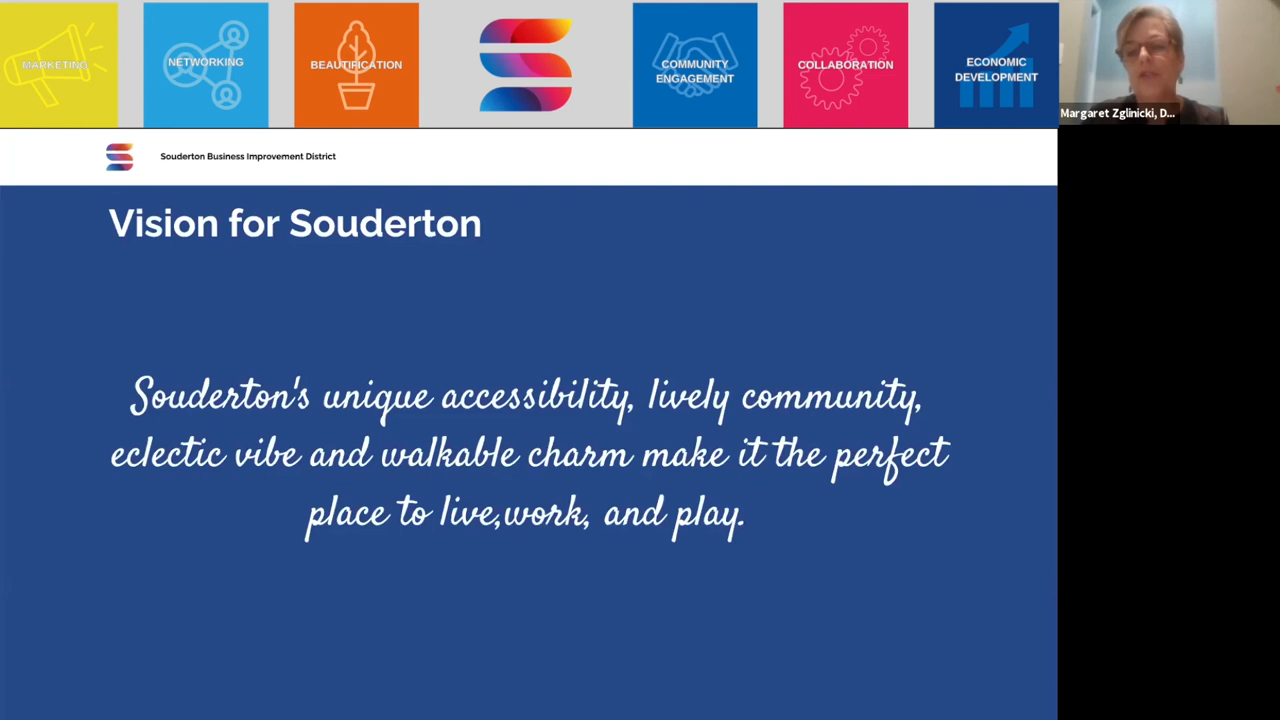 MARKETING
NETWORKING
BEAUTIFICATION
COMMUNITY
ENGAGEMENT
COLLABORATION
ECONOMIC
DEVELOPMENT
Margaret Zglinicki, D...
Souderton Business Improvement District
Vision for Souderton
Souderton's unique accessibility, lively community,
eclectic vibe and walkable charm make it the perfect
place to live,work, and play.